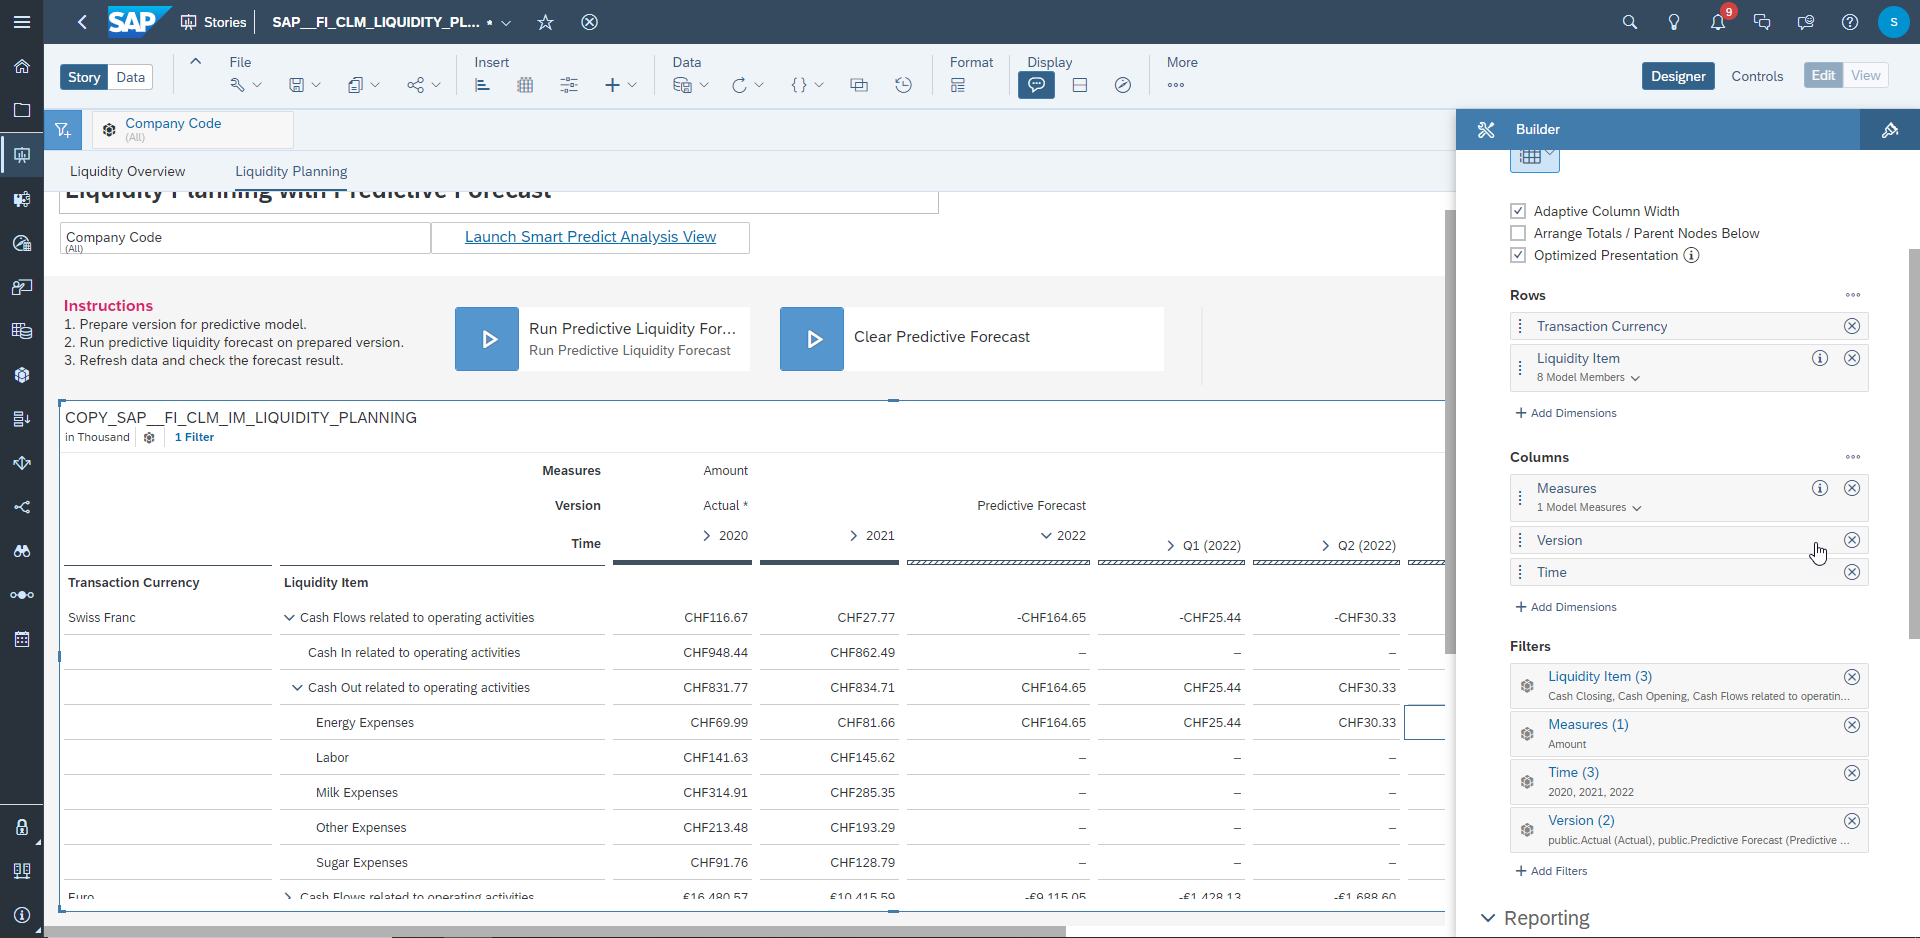 SAP Stories SAP__FI_CLM_LIQUIDITY_PL... * 9 S
Story Data File Insert Data Format Display More Designer Controls Edit View
Company Code
(All)
Liquidity Overview Liquidity Planning
Liquidity Planning with Predictive Forecast
Company Code
(All)
Launch Smart Predict Analysis View
Instructions
1. Prepare version for predictive model.
2. Run predictive liquidity forecast on prepared version.
3. Refresh data and check the forecast result.
Run Predictive Liquidity For...
Run Predictive Liquidity Forecast
Clear Predictive Forecast
COPY_SAP__FI_CLM_IM_LIQUIDITY_PLANNING
in Thousand 1 Filter
Measures Amount
Version Actual * Predictive Forecast
Time 2020 2021 2022 Q1 (2022) Q2 (2022)
Transaction Currency Liquidity Item
Swiss Franc Cash Flows related to operating activities CHF116.67 CHF27.77 -CHF164.65 -CHF25.44 -CHF30.33
Cash In related to operating activities CHF948.44 CHF862.49 – – –
Cash Out related to operating activities CHF831.77 CHF834.71 CHF164.65 CHF25.44 CHF30.33
Energy Expenses CHF69.99 CHF81.66 CHF164.65 CHF25.44 CHF30.33
Labor CHF141.63 CHF145.62 – – –
Milk Expenses CHF314.91 CHF285.35 – – –
Other Expenses CHF213.48 CHF193.29 – – –
Sugar Expenses CHF91.76 CHF128.79 – – –
Euro Cash Flows related to operating activities €16,480.57 €10,415.59 -€9,115.05 -€1,428.13 -€1,688.60
Builder
Adaptive Column Width
Arrange Totals / Parent Nodes Below
Optimized Presentation
Rows
Transaction Currency
Liquidity Item
8 Model Members
+ Add Dimensions
Columns
Measures
1 Model Measures
Version
Time
+ Add Dimensions
Filters
Liquidity Item (3)
Cash Closing, Cash Opening, Cash Flows related to operatin...
Measures (1)
Amount
Time (3)
2020, 2021, 2022
Version (2)
public.Actual (Actual), public.Predictive Forecast (Predictive ...
+ Add Filters
Reporting